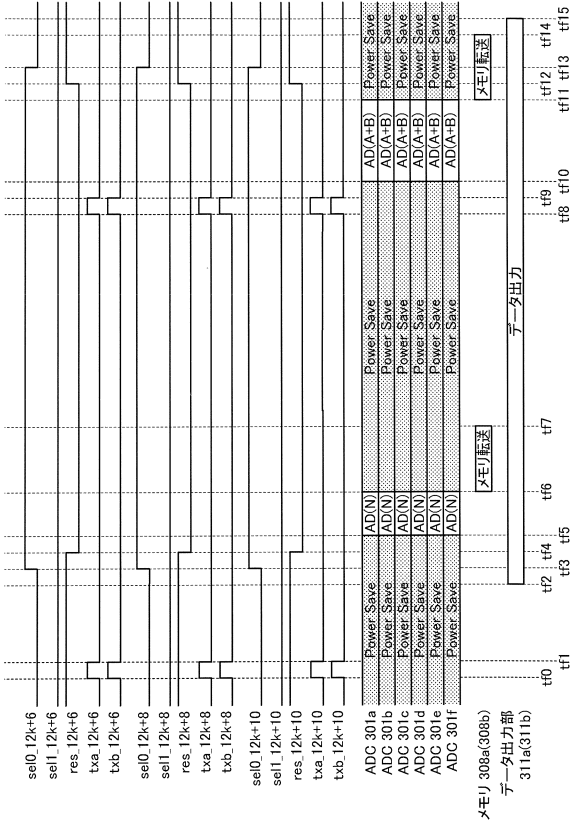 sel0_12k+6
sel1_12k+6
res_12k+6
txa_12k+6
txb_12k+6
sel0_12k+8
sel1_12k+8
res_12k+8
txa_12k+8
txb_12k+8
sel0_12k+10
sel1_12k+10
res_12k+10
txa_12k+10
txb_12k+10
ADC 301a Power Save AD(N) Power Save AD(A+B) Power Save
ADC 301b Power Save AD(N) Power Save AD(A+B) Power Save
ADC 301c Power Save AD(N) Power Save AD(A+B) Power Save
ADC 301d Power Save AD(N) Power Save AD(A+B) Power Save
ADC 301e Power Save AD(N) Power Save AD(A+B) Power Save
ADC 301f Power Save AD(N) Power Save AD(A+B) Power Save
メモリ 308a(308b) メモリ転送 メモリ転送
データ出力部
311a(311b)
データ出力
tf0 tf2 tf4 tf6 tf7 tf8 tf10 tf12 tf14
tf1 tf3 tf5 tf9 tf11 tf13 tf15